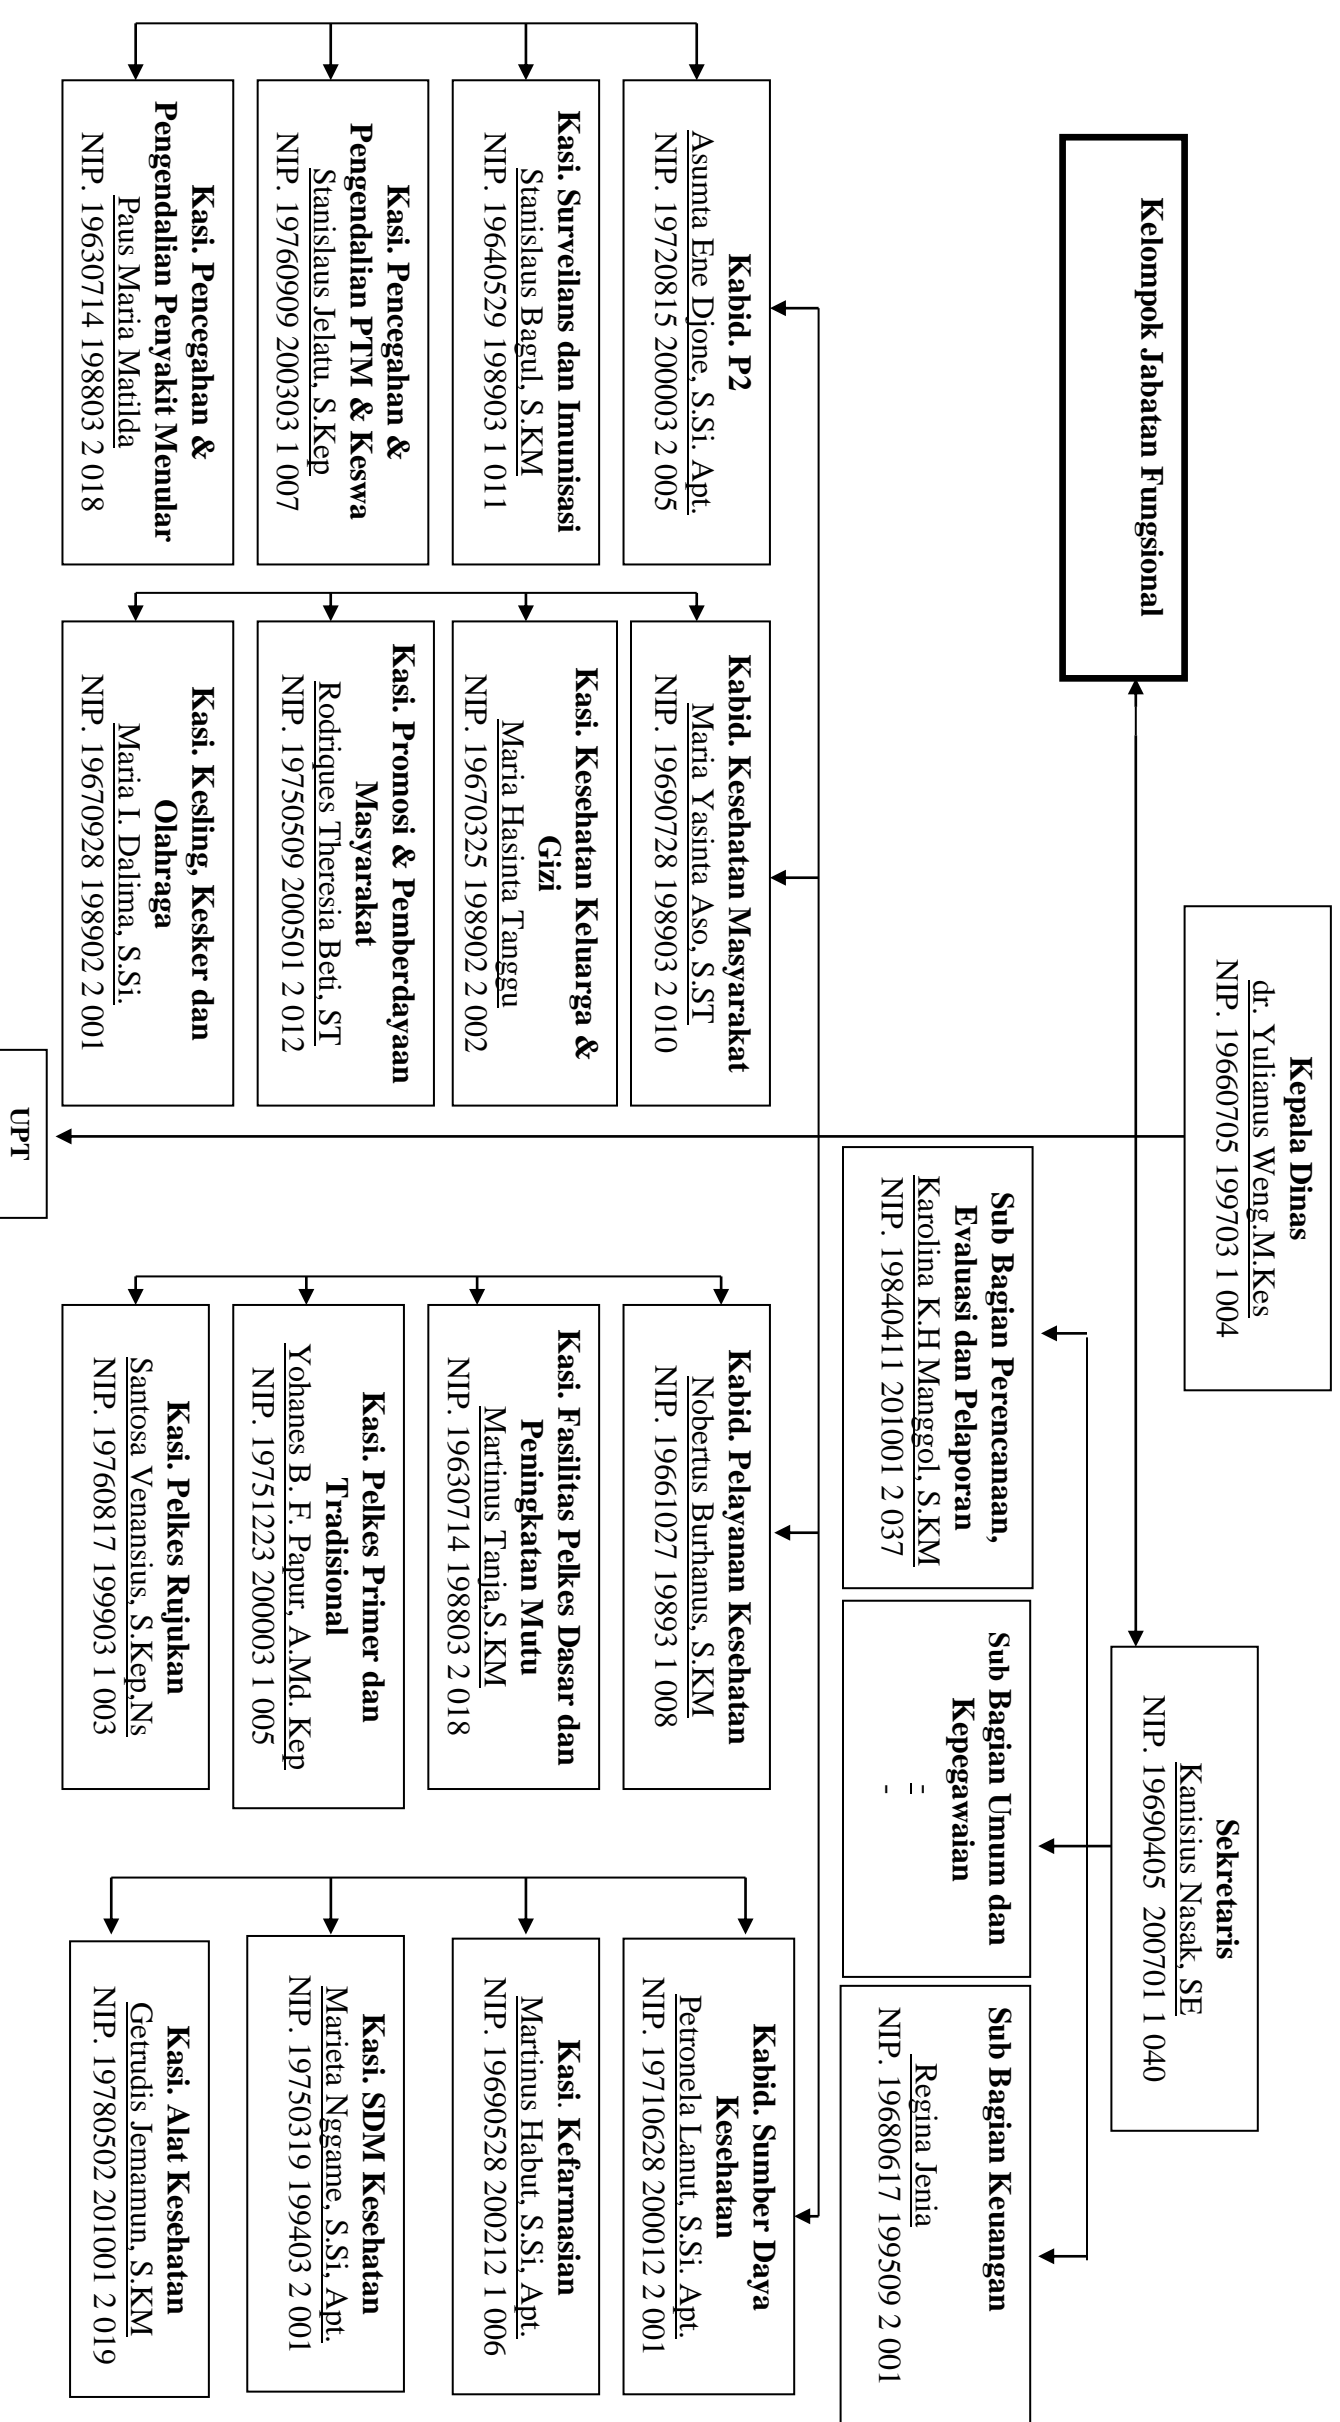 Kepala Dinas
dr. Yulianus Weng.M.Kes
NIP. 19660705 199703 1 004
Kelompok Jabatan Fungsional
Sekretaris
Kanisius Nasak, SE
NIP. 19690405 200701 1 040
Sub Bagian Perencanaan,
Evaluasi dan Pelaporan
Karolina K.H Manggol, S.KM
NIP. 19840411 201001 2 037
Sub Bagian Umum dan
Kepegawaian
-
-
Sub Bagian Keuangan
Regina Jenia
NIP. 19680617 199509 2 001
Kabid. P2
Asumta Ene Djone, S.Si. Apt.
NIP. 19720815 200003 2 005
Kasi. Surveilans dan Imunisasi
Stanislaus Bagul, S.KM
NIP. 19640529 198903 1 011
Kasi. Pencegahan &
Pengendalian PTM & Keswa
Stanislaus Jelatu, S.Kep
NIP. 19760909 200303 1 007
Kasi. Pencegahan &
Pengendalian Penyakit Menular
Paus Maria Matilda
NIP. 19630714 198803 2 018
Kabid. Kesehatan Masyarakat
Maria Yasinta Aso, S.ST
NIP. 19690728 198903 2 010
Kasi. Kesehatan Keluarga &
Gizi
Maria Hasinta Tanggu
NIP. 19670325 198902 2 002
Kasi. Promosi & Pemberdayaan
Masyarakat
Rodriques Theresia Beti, ST
NIP. 19750509 200501 2 012
Kasi. Kesling, Kesker dan
Olahraga
Maria I. Dalima, S.Si.
NIP. 19670928 198902 2 001
Kabid. Pelayanan Kesehatan
Nobertus Burhanus, S.KM
NIP. 19661027 19893 1 008
Kasi. Fasilitas Pelkes Dasar dan
Peningkatan Mutu
Martinus Tanja,S.KM
NIP. 19630714 198803 2 018
Kasi. Pelkes Primer dan
Tradisional
Yohanes B. F. Papur, A.Md. Kep
NIP. 19751223 200003 1 005
Kasi. Pelkes Rujukan
Santosa Venansius, S.Kep,Ns
NIP. 19760817 199903 1 003
Kabid. Sumber Daya
Kesehatan
Petronela Lanut, S.Si. Apt.
NIP. 19710628 200012 2 001
Kasi. Kefarmasian
Martinus Habut, S.Si, Apt.
NIP. 19690528 200212 1 006
Kasi. SDM Kesehatan
Marieta Nggame, S.Si, Apt.
NIP. 19750319 199403 2 001
Kasi. Alat Kesehatan
Getrudis Jemamun, S.KM
NIP. 19780502 201001 2 019
UPT